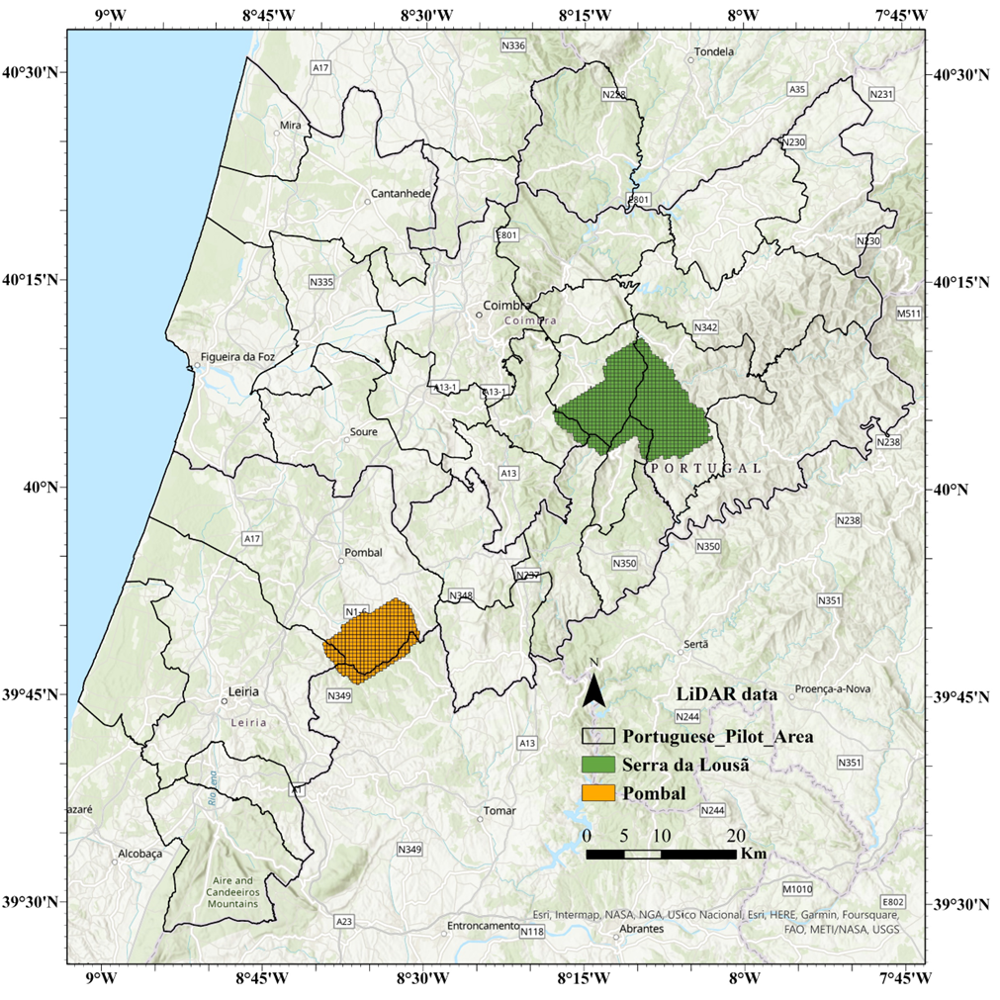 9°W 8°45'W 8°30'W 8°15'W 8°W 7°45'W
N336
Tondela
40°30'N 40°30'N
A17
N228
A35
N231
Mira
N230
Cantanhede
E801
E801
N230
40°15'N 40°15'N
N335
Coimbra
Coimbra
M511
N342
Figueira da Foz
A13-1
A13-1
Soure
N238
PORTUGAL
A13
40°N 40°N
N238
A17
N350
Pombal
N350
N237
N348
N351
N1-6
Sertã
N
39°45'N 39°45'N
Leiria
N349
LiDAR data
Proença-a-Nova
Leiria
N244
Portuguese_Pilot_Area
A13
Serra da Lousã
N351
Rio Lena
A1
Pombal
N244
azaré
Tomar
0 5 10 20
Km
Alcobaça
N349
Aire and
Candeeiros
Mountains
M1010
39°30'N 39°30'N
E802
Esri, Intermap, NASA, NGA, USGS
Nacional, Esri, HERE, Garmin, Foursquare,
FAO, METI/NASA, USGS
A23
Entroncamento
N118
Abrantes
9°W 8°45'W 8°30'W 8°15'W 8°W 7°45'W